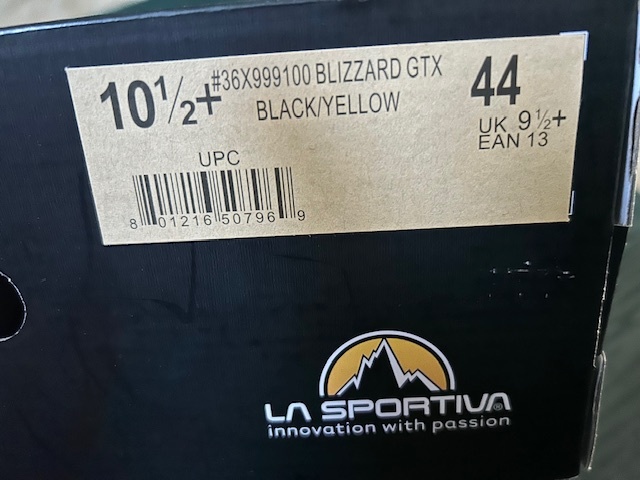 10½+
#36X999100 BLIZZARD GTX
BLACK/YELLOW
44
UK 9½+
EAN 13
UPC
8 01216 50796 9
LA SPORTIVA®
innovation with passion